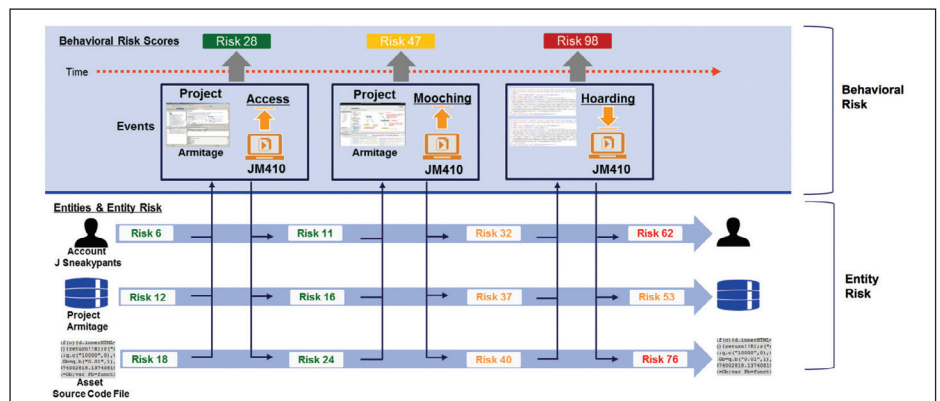 Behavioral Risk Scores
Risk 28
Risk 47
Risk 98
Time
Events
Project
Armitage
Access
JM410
Project
Armitage
Mooching
JM410
Hoarding
JM410
Behavioral
Risk
Entities & Entity Risk
Risk 6
Risk 11
Risk 32
Risk 62
Account
J Sneakypants
Risk 12
Risk 16
Risk 37
Risk 53
Project
Armitage
Risk 18
Risk 24
Risk 40
Risk 76
Asset
Source Code File
Entity
Risk